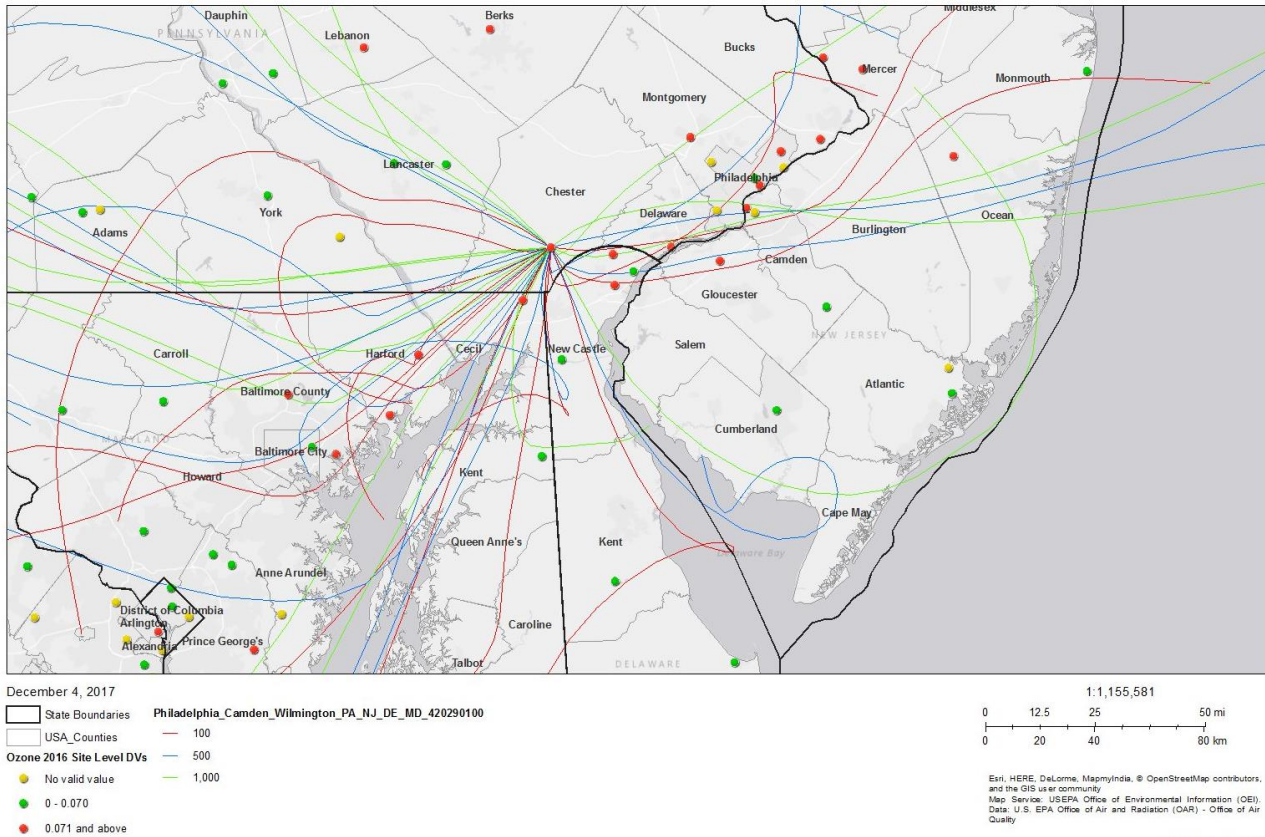 Dauphin
Berks
Middlesex
PENNSYLVANIA
Lebanon
Bucks
Mercer
Monmouth
Montgomery
Lancaster
Philadelphia
Chester
York
Delaware
Ocean
Adams
Burlington
Camden
Gloucester
NEW JERSEY
Carroll
Harford
Cecil
New Castle
Salem
Atlantic
Baltimore County
Cumberland
MARYLAND
Baltimore City
Howard
Kent
Cape May
Queen Anne's
Kent
Delaware Bay
Anne Arundel
District of Columbia
Arlington
Caroline
Prince George's
Alexandria
Talbot
DELAWARE
December 4, 2017
State Boundaries
USA_Counties
Ozone 2016 Site Level DVs
No valid value
0 - 0.070
0.071 and above
Philadelphia_Camden_Wilmington_PA_NJ_DE_MD_420290100
100
500
1,000
1:1,155,581
0 12.5 25 50 mi
0 20 40 80 km
Esri, HERE, DeLorme, MapmyIndia, © OpenStreetMap contributors,
and the GIS user community
Map Service: USEPA Office of Environmental Information (OEI).
Data: U.S. EPA Office of Air and Radiation (OAR) - Office of Air
Quality